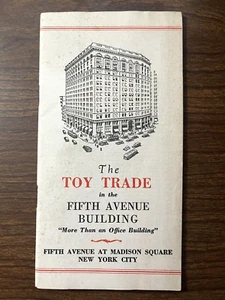 The
TOY TRADE
in the
FIFTH AVENUE
BUILDING
"More Than an Office Building"
FIFTH AVENUE AT MADISON SQUARE
NEW YORK CITY